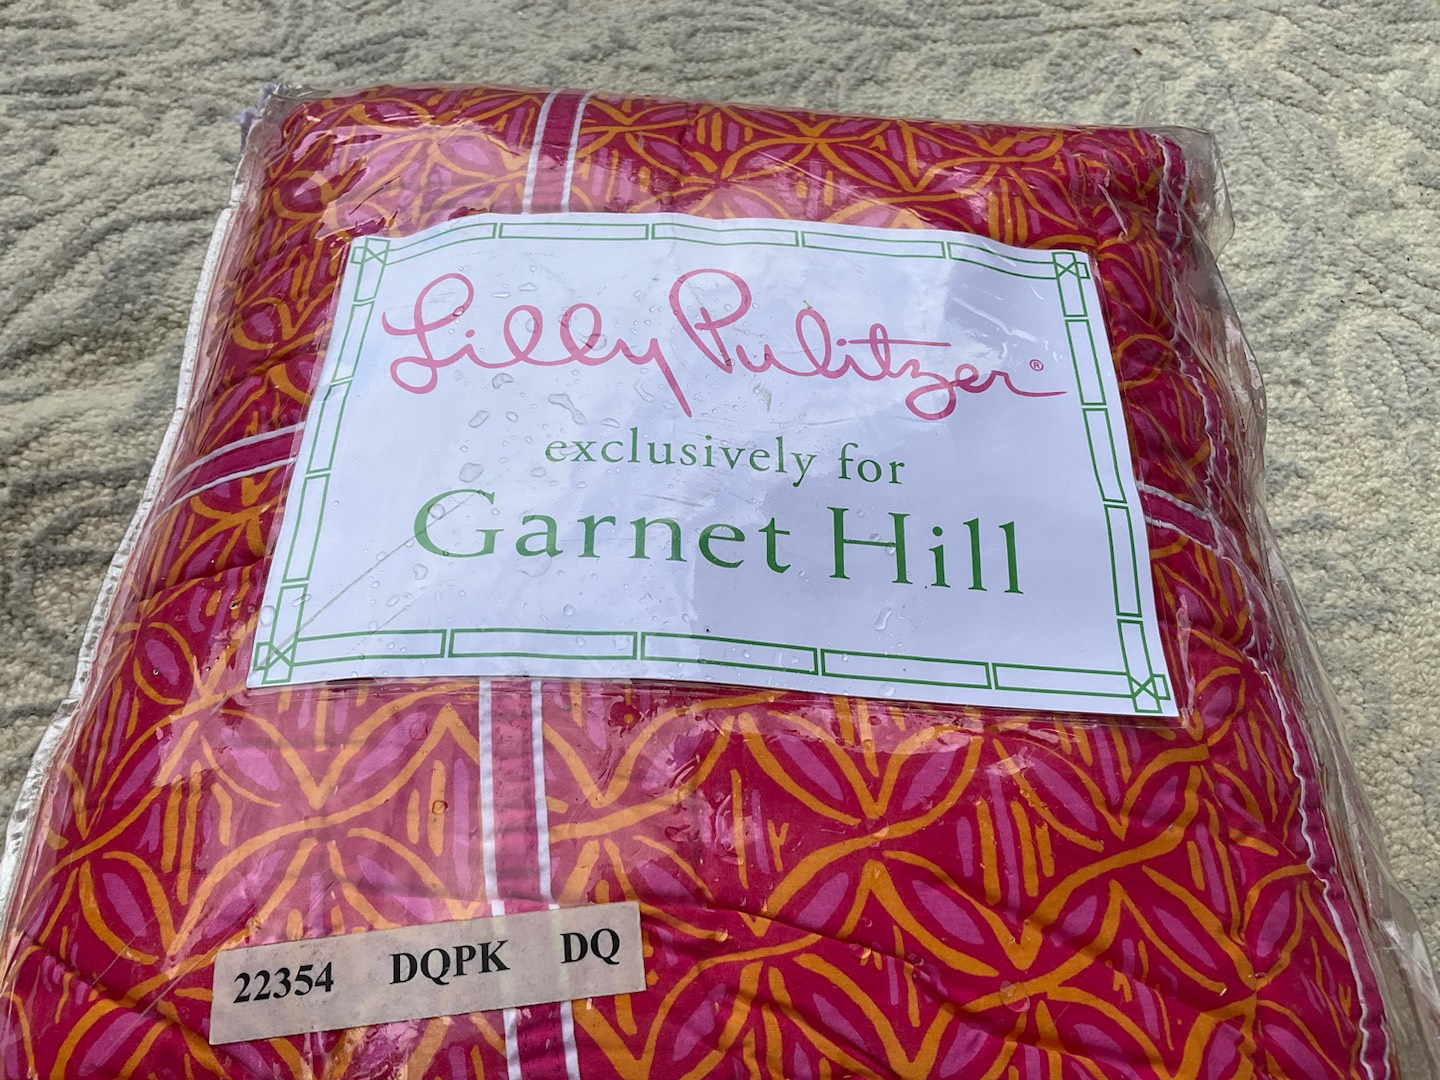 Lilly Pulitzer®
exclusively for
Garnet Hill
22354 DQPK DQ